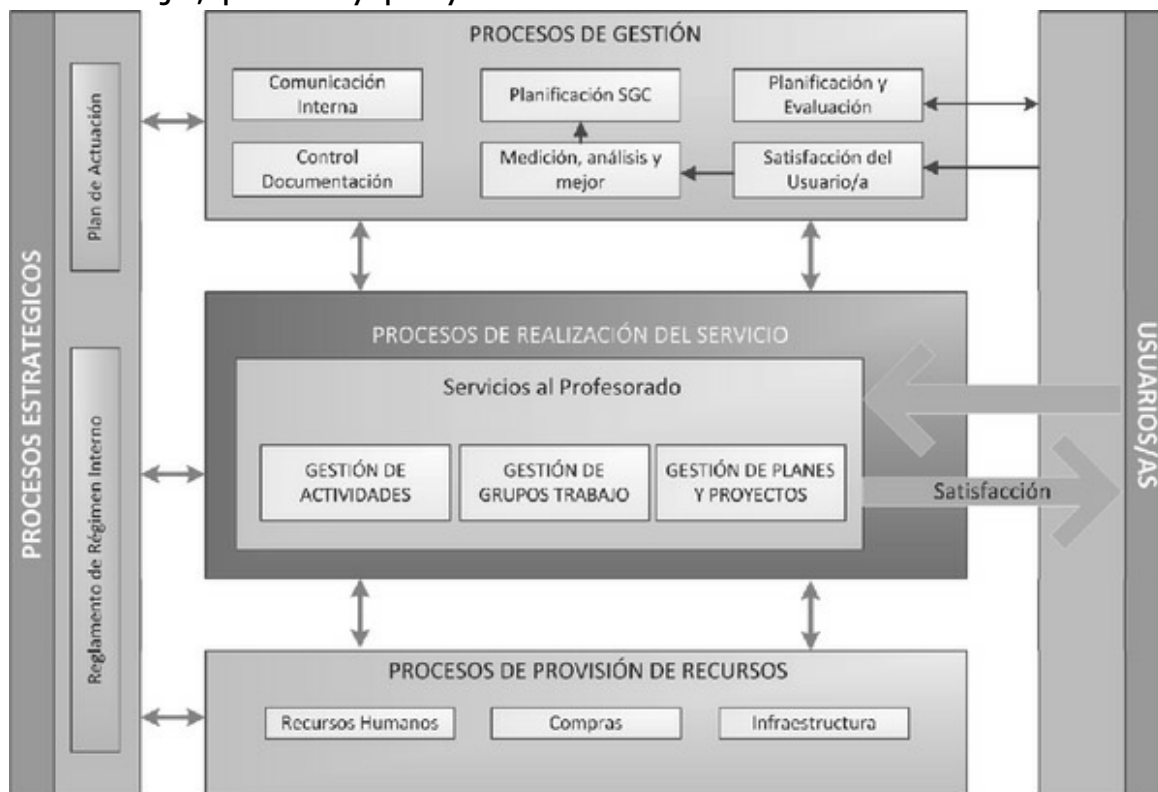 PROCESOS ESTRATEGICOS
Plan de Actuación
Reglamento de Régimen Interno
PROCESOS DE GESTIÓN
Comunicación
Interna
Planificación SGC
Planificación y
Evaluación
Control
Documentación
Medición, análisis y
mejor
Satisfacción del
Usuario/a
PROCESOS DE REALIZACIÓN DEL SERVICIO
Servicios al Profesorado
GESTIÓN DE
ACTIVIDADES
GESTIÓN DE
GRUPOS TRABAJO
GESTIÓN DE PLANES
Y PROYECTOS
Satisfacción
PROCESOS DE PROVISIÓN DE RECURSOS
Recursos Humanos
Compras
Infraestructura
USUARIOS/AS